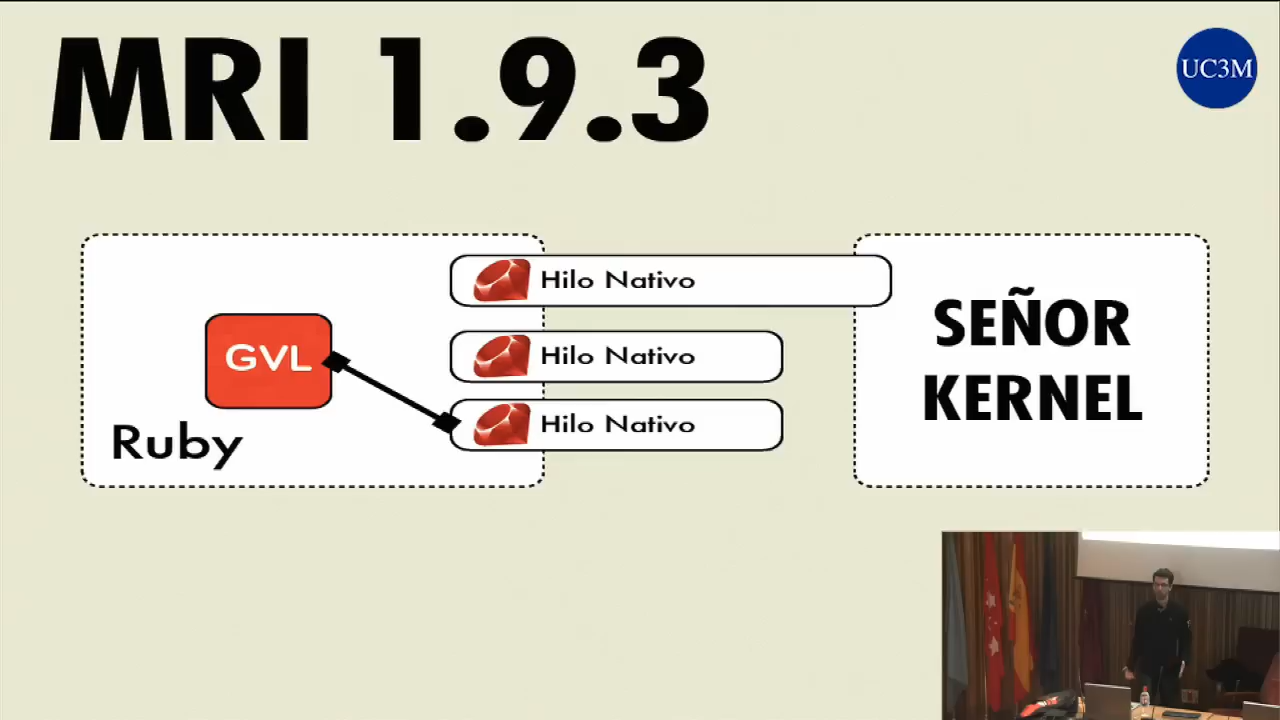 MRI 1.9.3
UC3M
Hilo Nativo
GVL
Hilo Nativo
Hilo Nativo
Ruby
SEÑOR
KERNEL